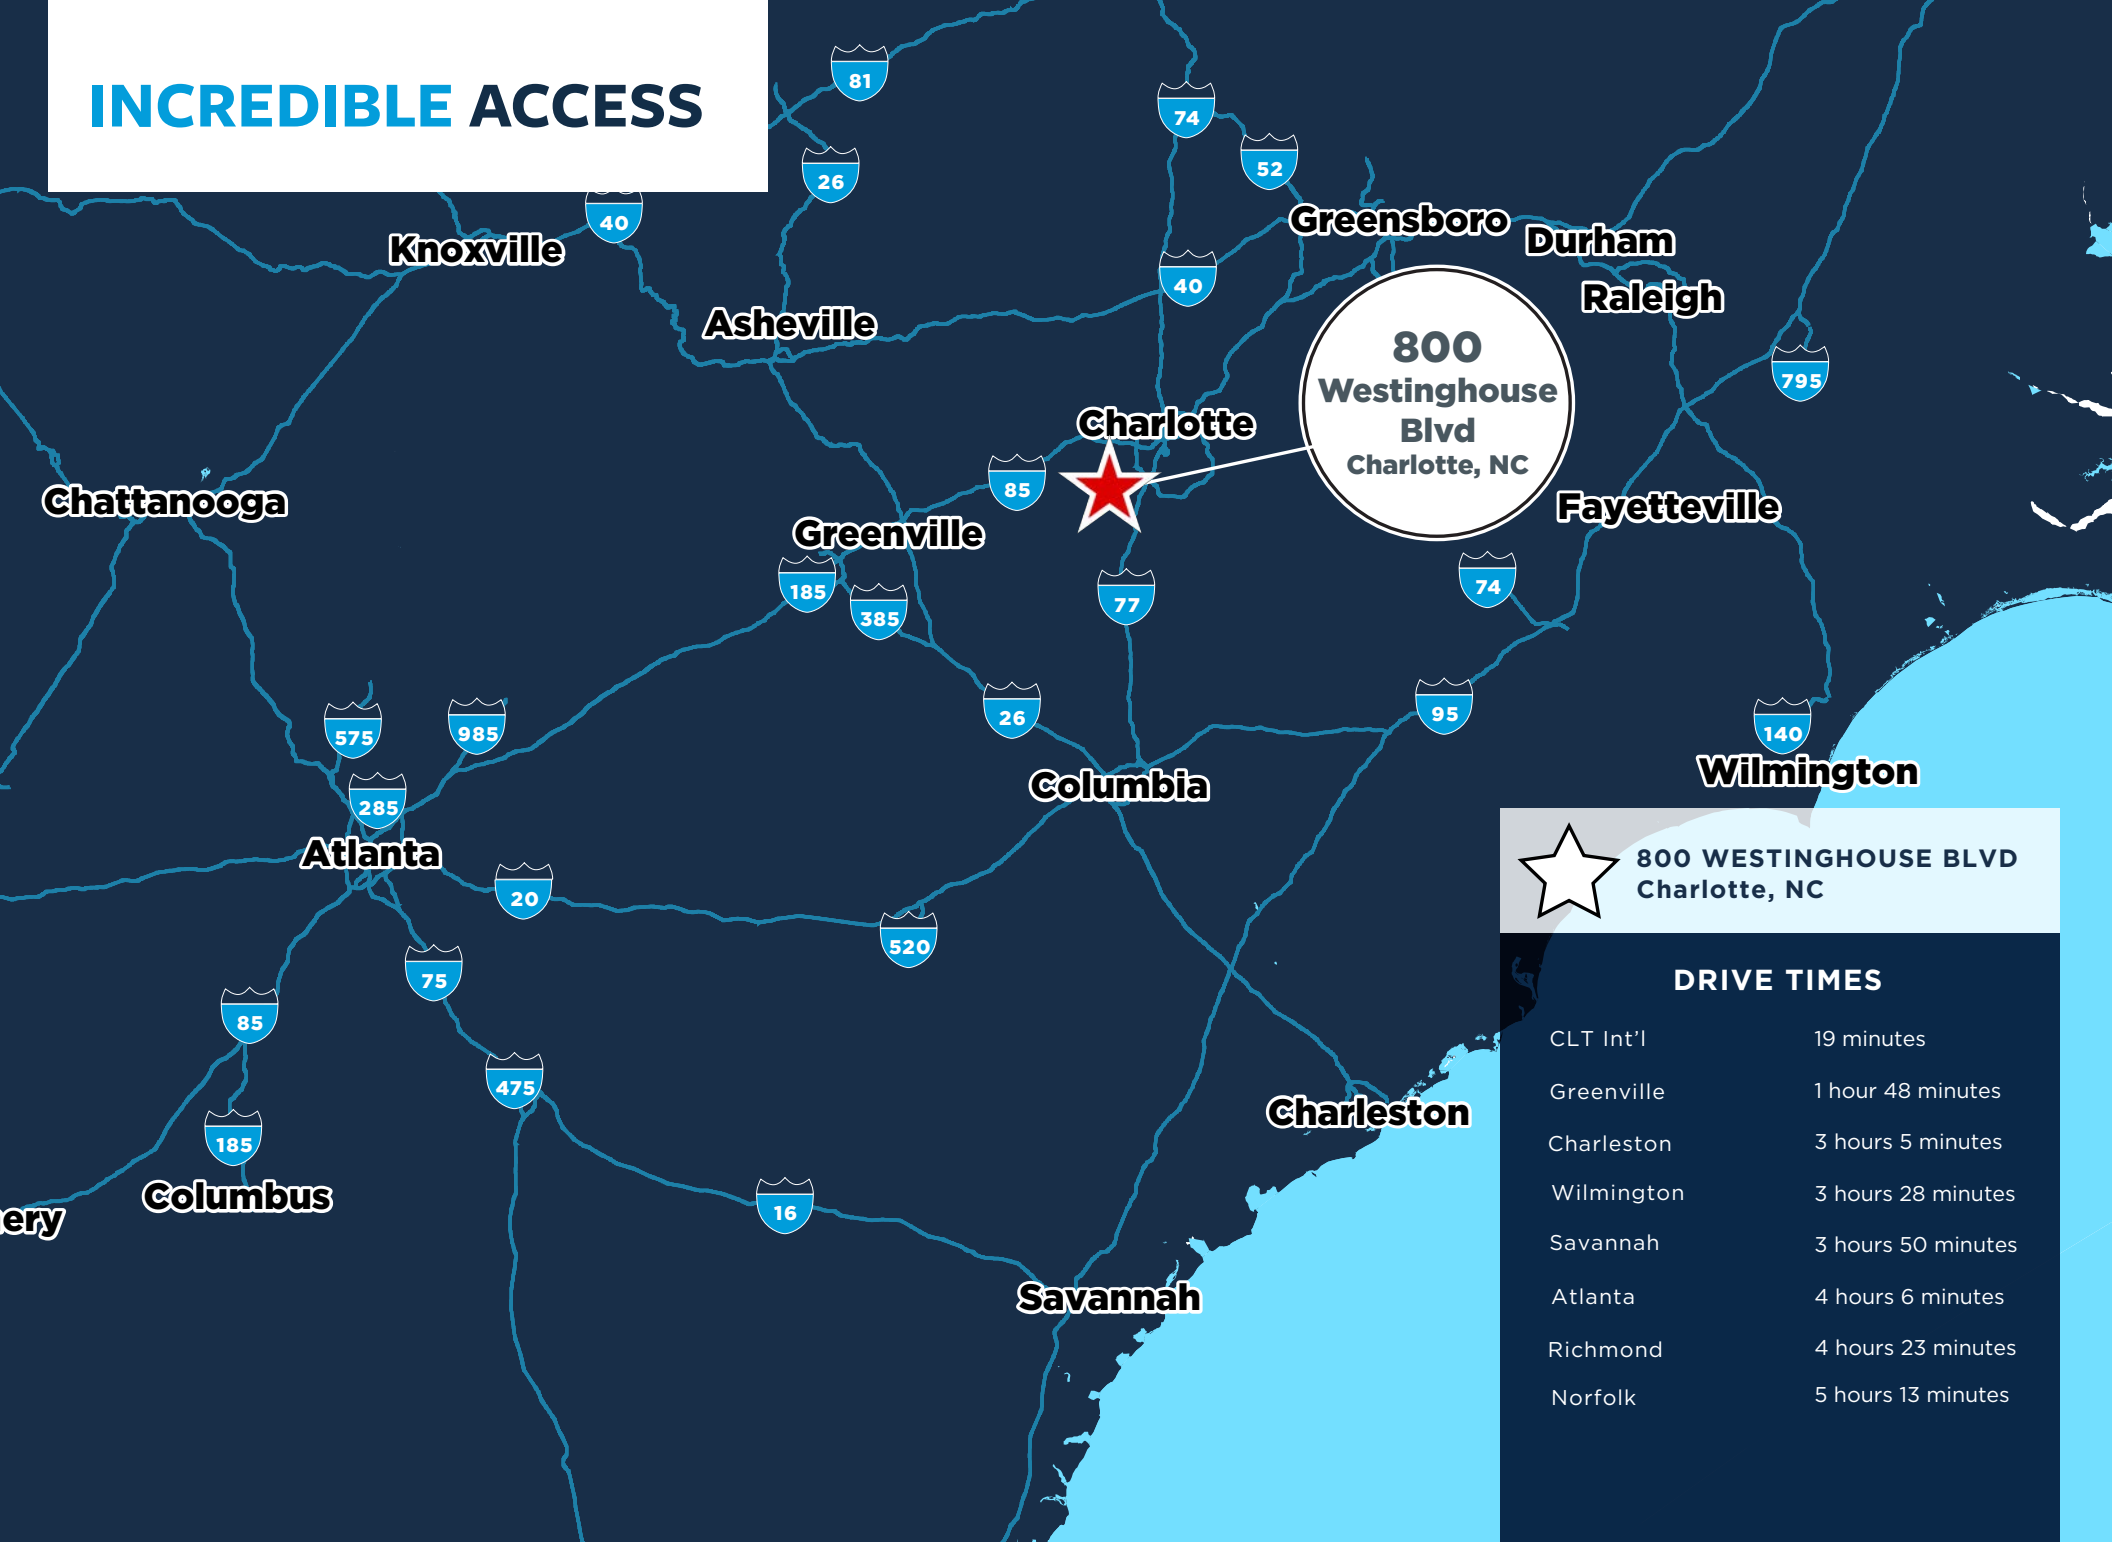 INCREDIBLE ACCESS
81
74
26
52
40
Knoxville
Greensboro
Durham
40
Raleigh
Asheville
800
Westinghouse
Blvd
Charlotte, NC
795
Charlotte
85
Chattanooga
Fayetteville
Greenville
185
385
77
74
575
985
26
95
140
Wilmington
285
Columbia
Atlanta
20
520
75
85
475
185
Columbus
ery
16
Charleston
Savannah
800 WESTINGHOUSE BLVD
Charlotte, NC
DRIVE TIMES
CLT Int'l 19 minutes
Greenville 1 hour 48 minutes
Charleston 3 hours 5 minutes
Wilmington 3 hours 28 minutes
Savannah 3 hours 50 minutes
Atlanta 4 hours 6 minutes
Richmond 4 hours 23 minutes
Norfolk 5 hours 13 minutes